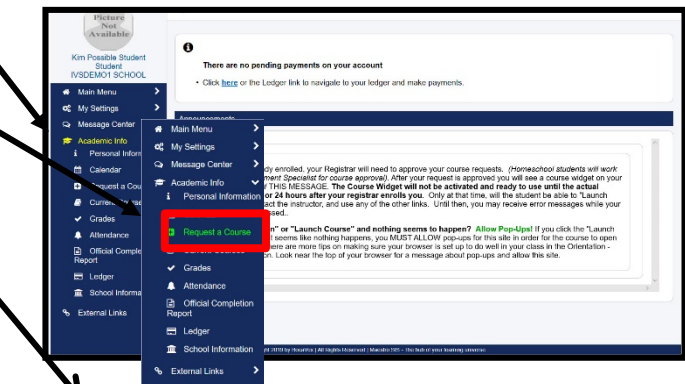 Picture
Not
Available
Kim Possible Student
Student
IVSDEMO1 SCHOOL
Main Menu
My Settings
Message Center
Academic Info
Personal Inform
Calendar
Request a Cou
Current Course
Grades
Attendance
Official Comple
Report
Ledger
School Informa
External Links
There are no pending payments on your account
• Click here or the Ledger link to navigate to your ledger and make payments.
Announcements
Main Menu
My Settings
Message Center
Academic Info
Personal Information
Request a Course
Grades
Attendance
Official Completion
Report
Ledger
School Information
External Links
dy enrolled, your Registrar will need to approve your course requests. (Homeschool students will work
ment Specialist for course approval). After your request is approved you will see a course widget on your
THIS MESSAGE. The Course Widget will not be activated and ready to use until the actual
or 24 hours after your registrar enrolls you. Only at that time, will the student be able to "Launch
act the instructor, and use any of the other links. Until then, you may receive error messages while your
ssed..
n" or "Launch Course" and nothing seems to happen? Allow Pop-Ups! If you click the "Launch
t seems like nothing happens, you MUST ALLOW pop-ups for this site in order for the course to open
here are more tips on making sure your browser is set up to do well in your class in the Orientation -
on. Look near the top of your browser for a message about pop-ups and allow this site.